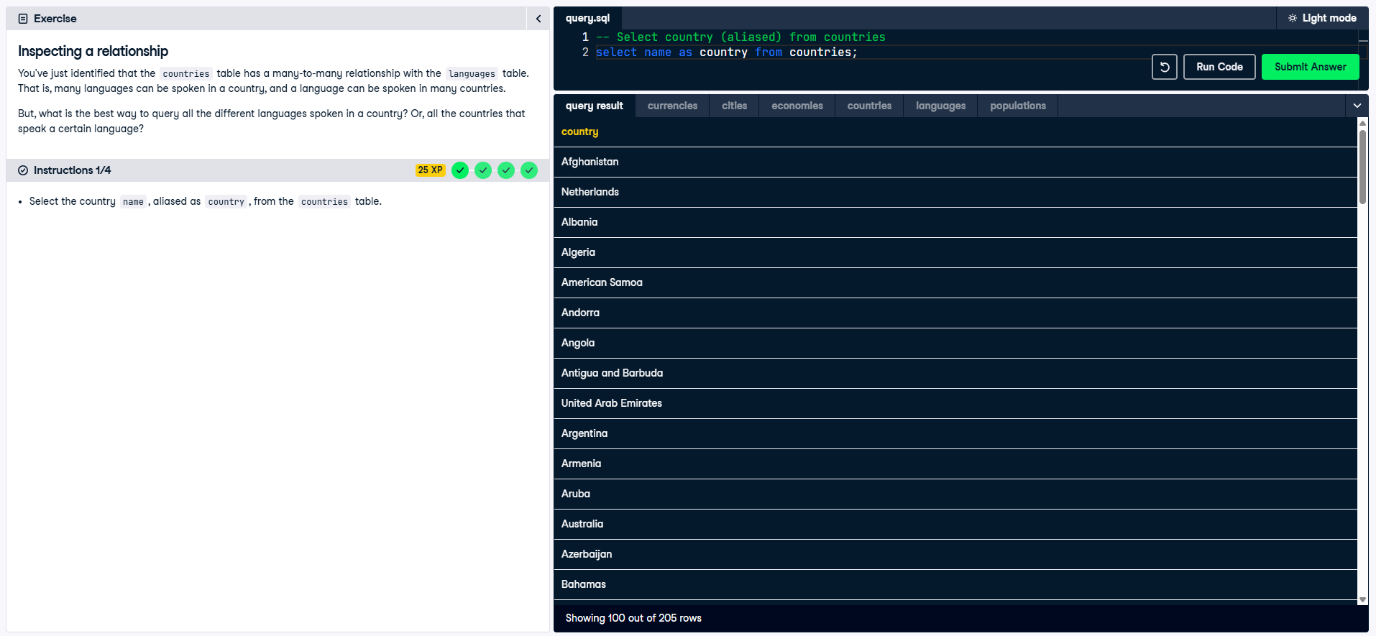 Exercise
Inspecting a relationship
You've just identified that the countries table has a many-to-many relationship with the languages table.
That is, many languages can be spoken in a country, and a language can be spoken in many countries.
But, what is the best way to query all the different languages spoken in a country? Or, all the countries that
speak a certain language?
Instructions 1/4
25 XP
• Select the country name, aliased as country, from the countries table.
query.sql
Light mode
1 -- Select country (aliased) from countries
2 select name as country from countries;
Run Code
Submit Answer
query result currencies cities economies countries languages populations
country
Afghanistan
Netherlands
Albania
Algeria
American Samoa
Andorra
Angola
Antigua and Barbuda
United Arab Emirates
Argentina
Armenia
Aruba
Australia
Azerbaijan
Bahamas
Showing 100 out of 205 rows